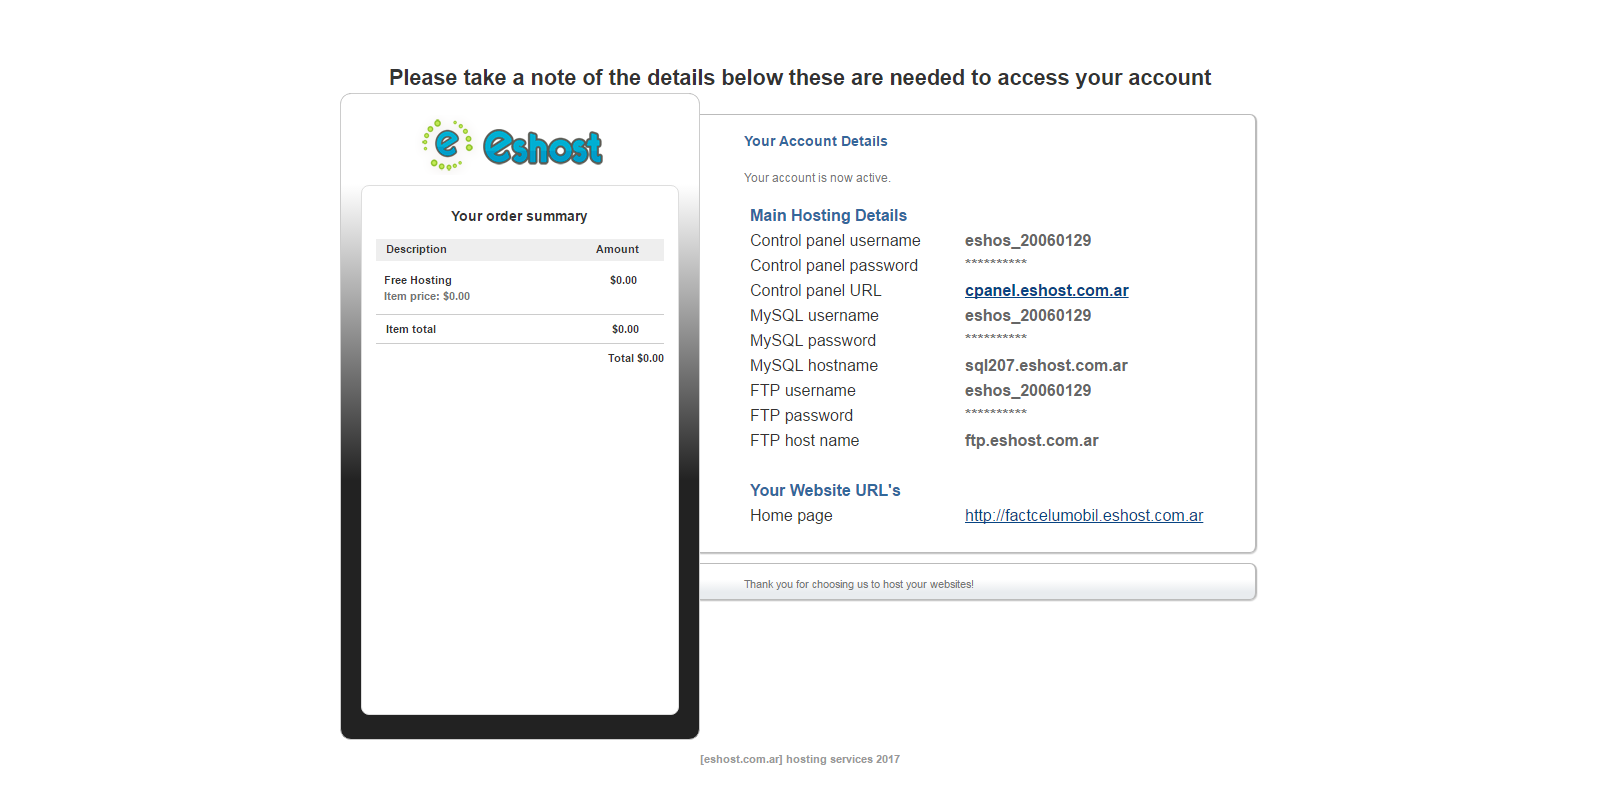 Please take a note of the details below these are needed to access your account
e eshost
Your order summary
Description Amount
Free Hosting $0.00
Item price: $0.00
Item total $0.00
Total $0.00
Your Account Details
Your account is now active.
Main Hosting Details
Control panel username eshos_20060129
Control panel password **********
Control panel URL cpanel.eshost.com.ar
MySQL username eshos_20060129
MySQL password **********
MySQL hostname sql207.eshost.com.ar
FTP username eshos_20060129
FTP password **********
FTP host name ftp.eshost.com.ar
Your Website URL's
Home page http://factcelumobil.eshost.com.ar
Thank you for choosing us to host your websites!
[eshost.com.ar] hosting services 2017